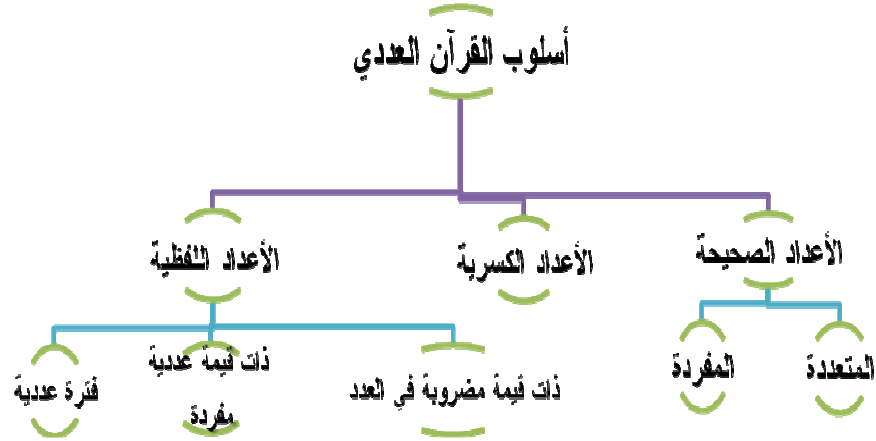 أسلوب القرآن العددي
الأعداد الصحيحة
الأعداد الكسرية
الأعداد اللفظية
المتعددة
المفردة
ذات قيمة مضروبة في العدد
ذات قيمة عددية
مفردة
فترة عددية